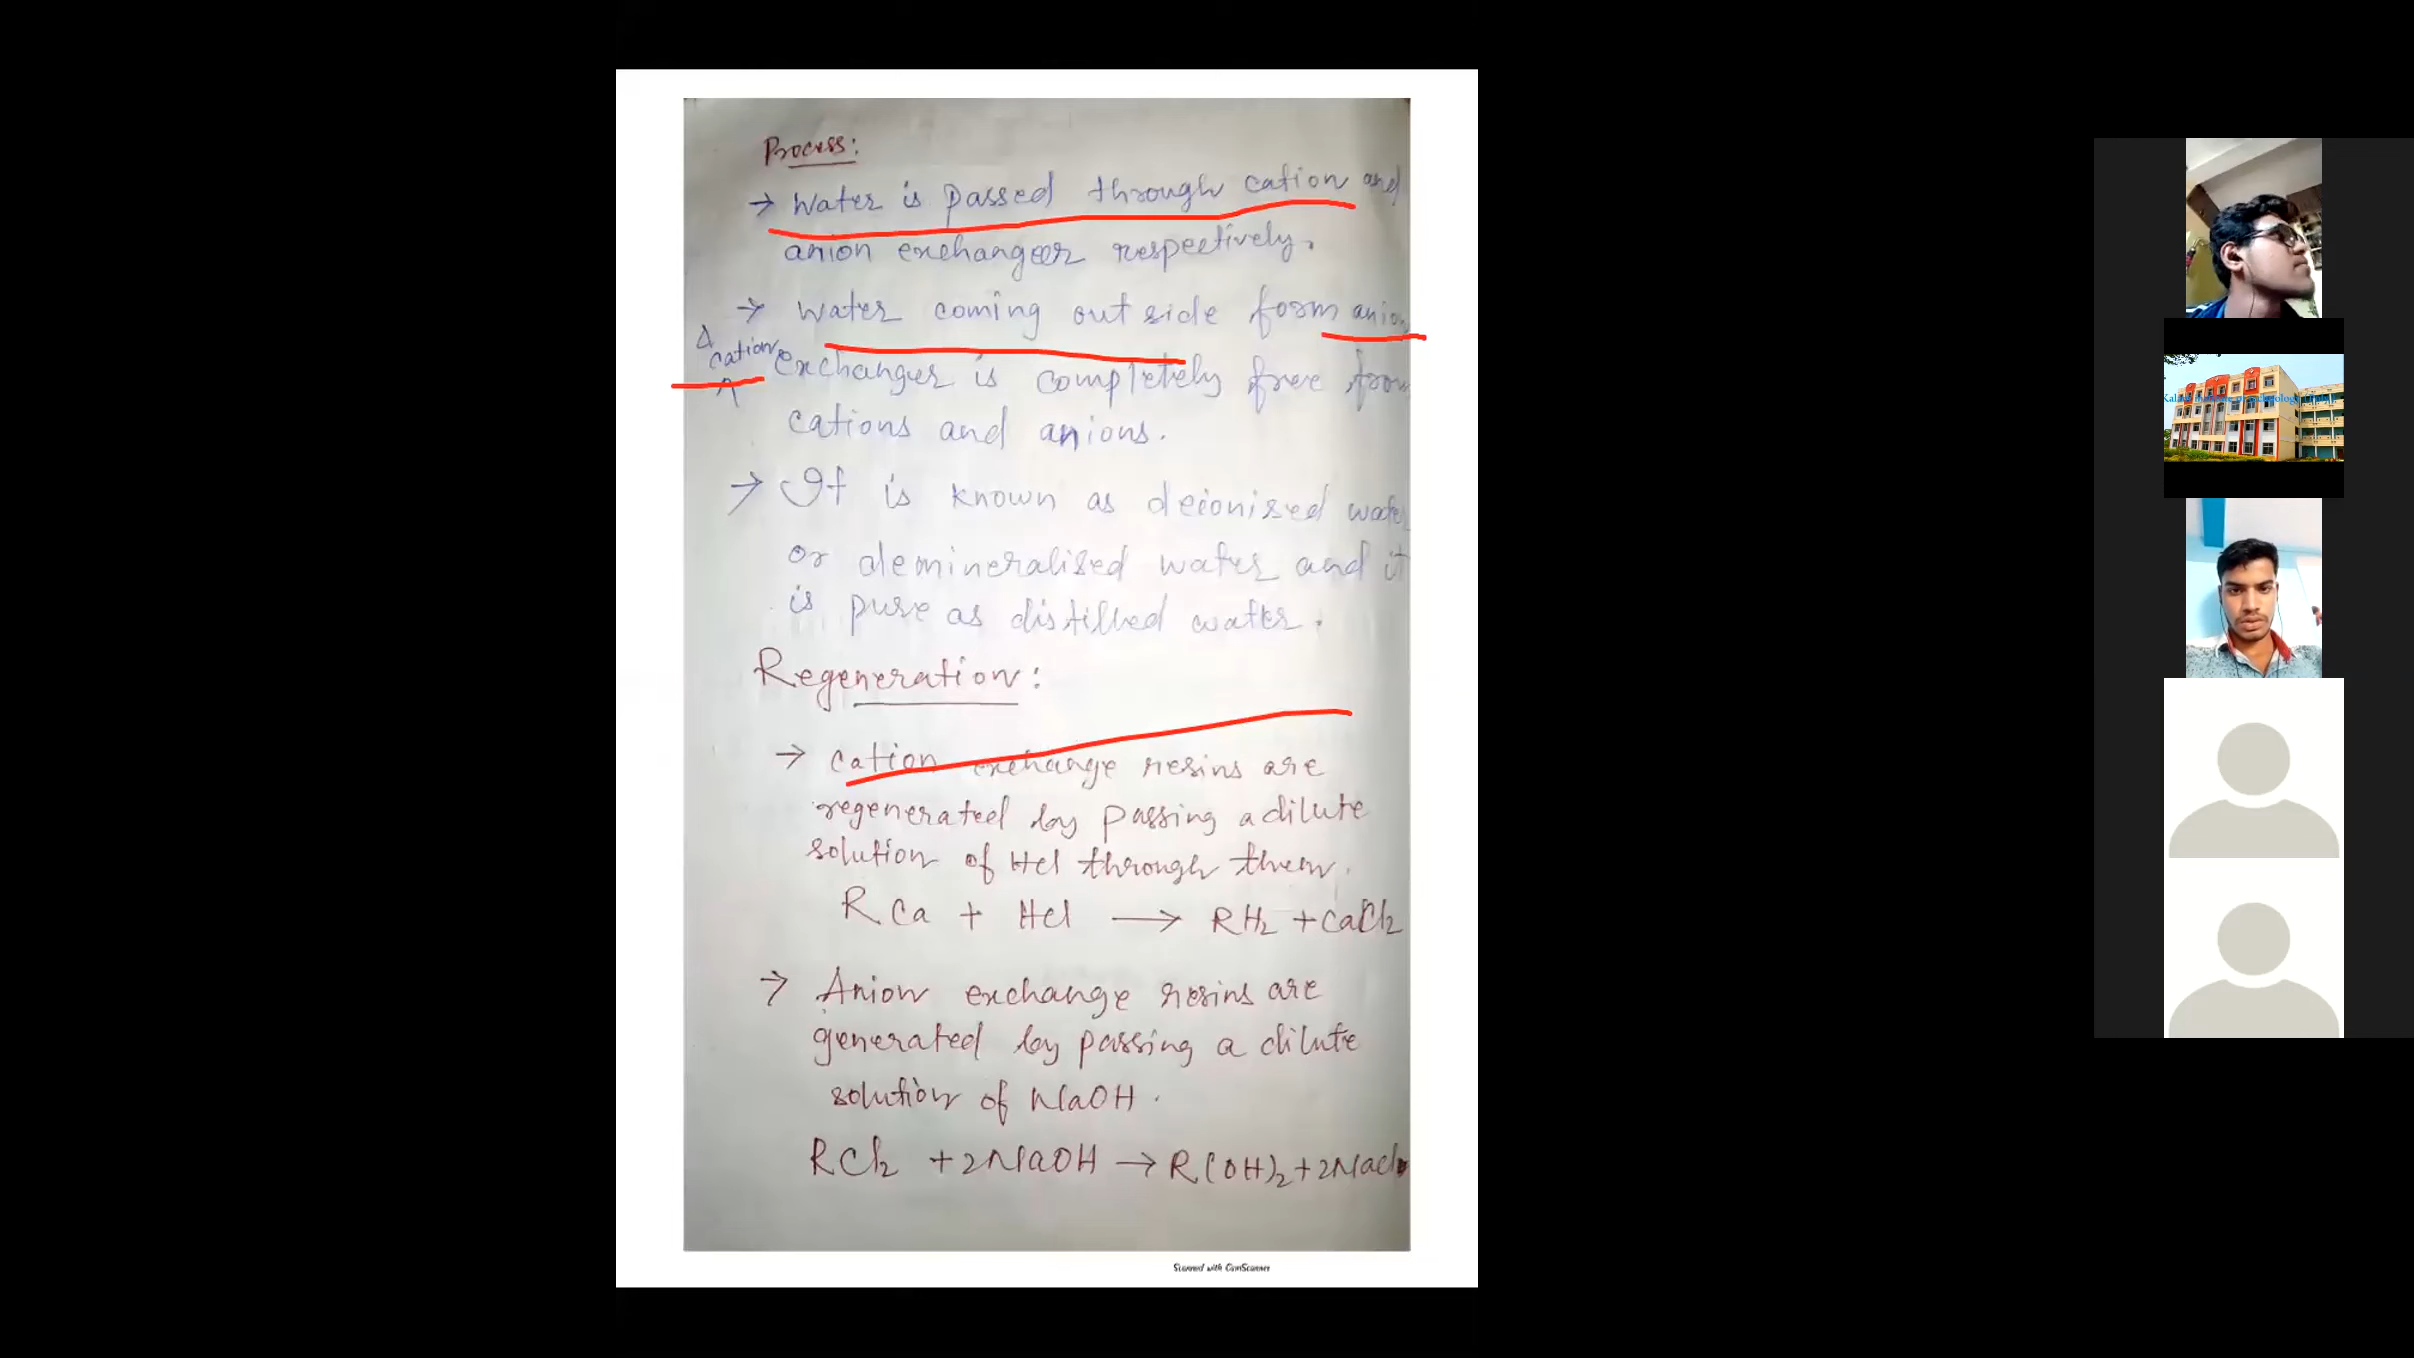 Process:
→ Water is passed through cation and
anion exchangeer respectively.
→ Water coming out side form anion
& cation exchanger is completely free from
cations and anions.
→ It is known as deionised water
or demineralised water and it
is pure as distilled water.
Regeneration:
→ cation exchange resins are
regenerated by passing a dilute
solution of Hcl through them.
RCa + Hcl → RH₂ + CaCl₂
→ Anion exchange resins are
generated by passing a dilute
solution of NaOH.
RCl₂ + 2NaOH → R(OH)₂ + 2Nacl
Scanned with CamScanner